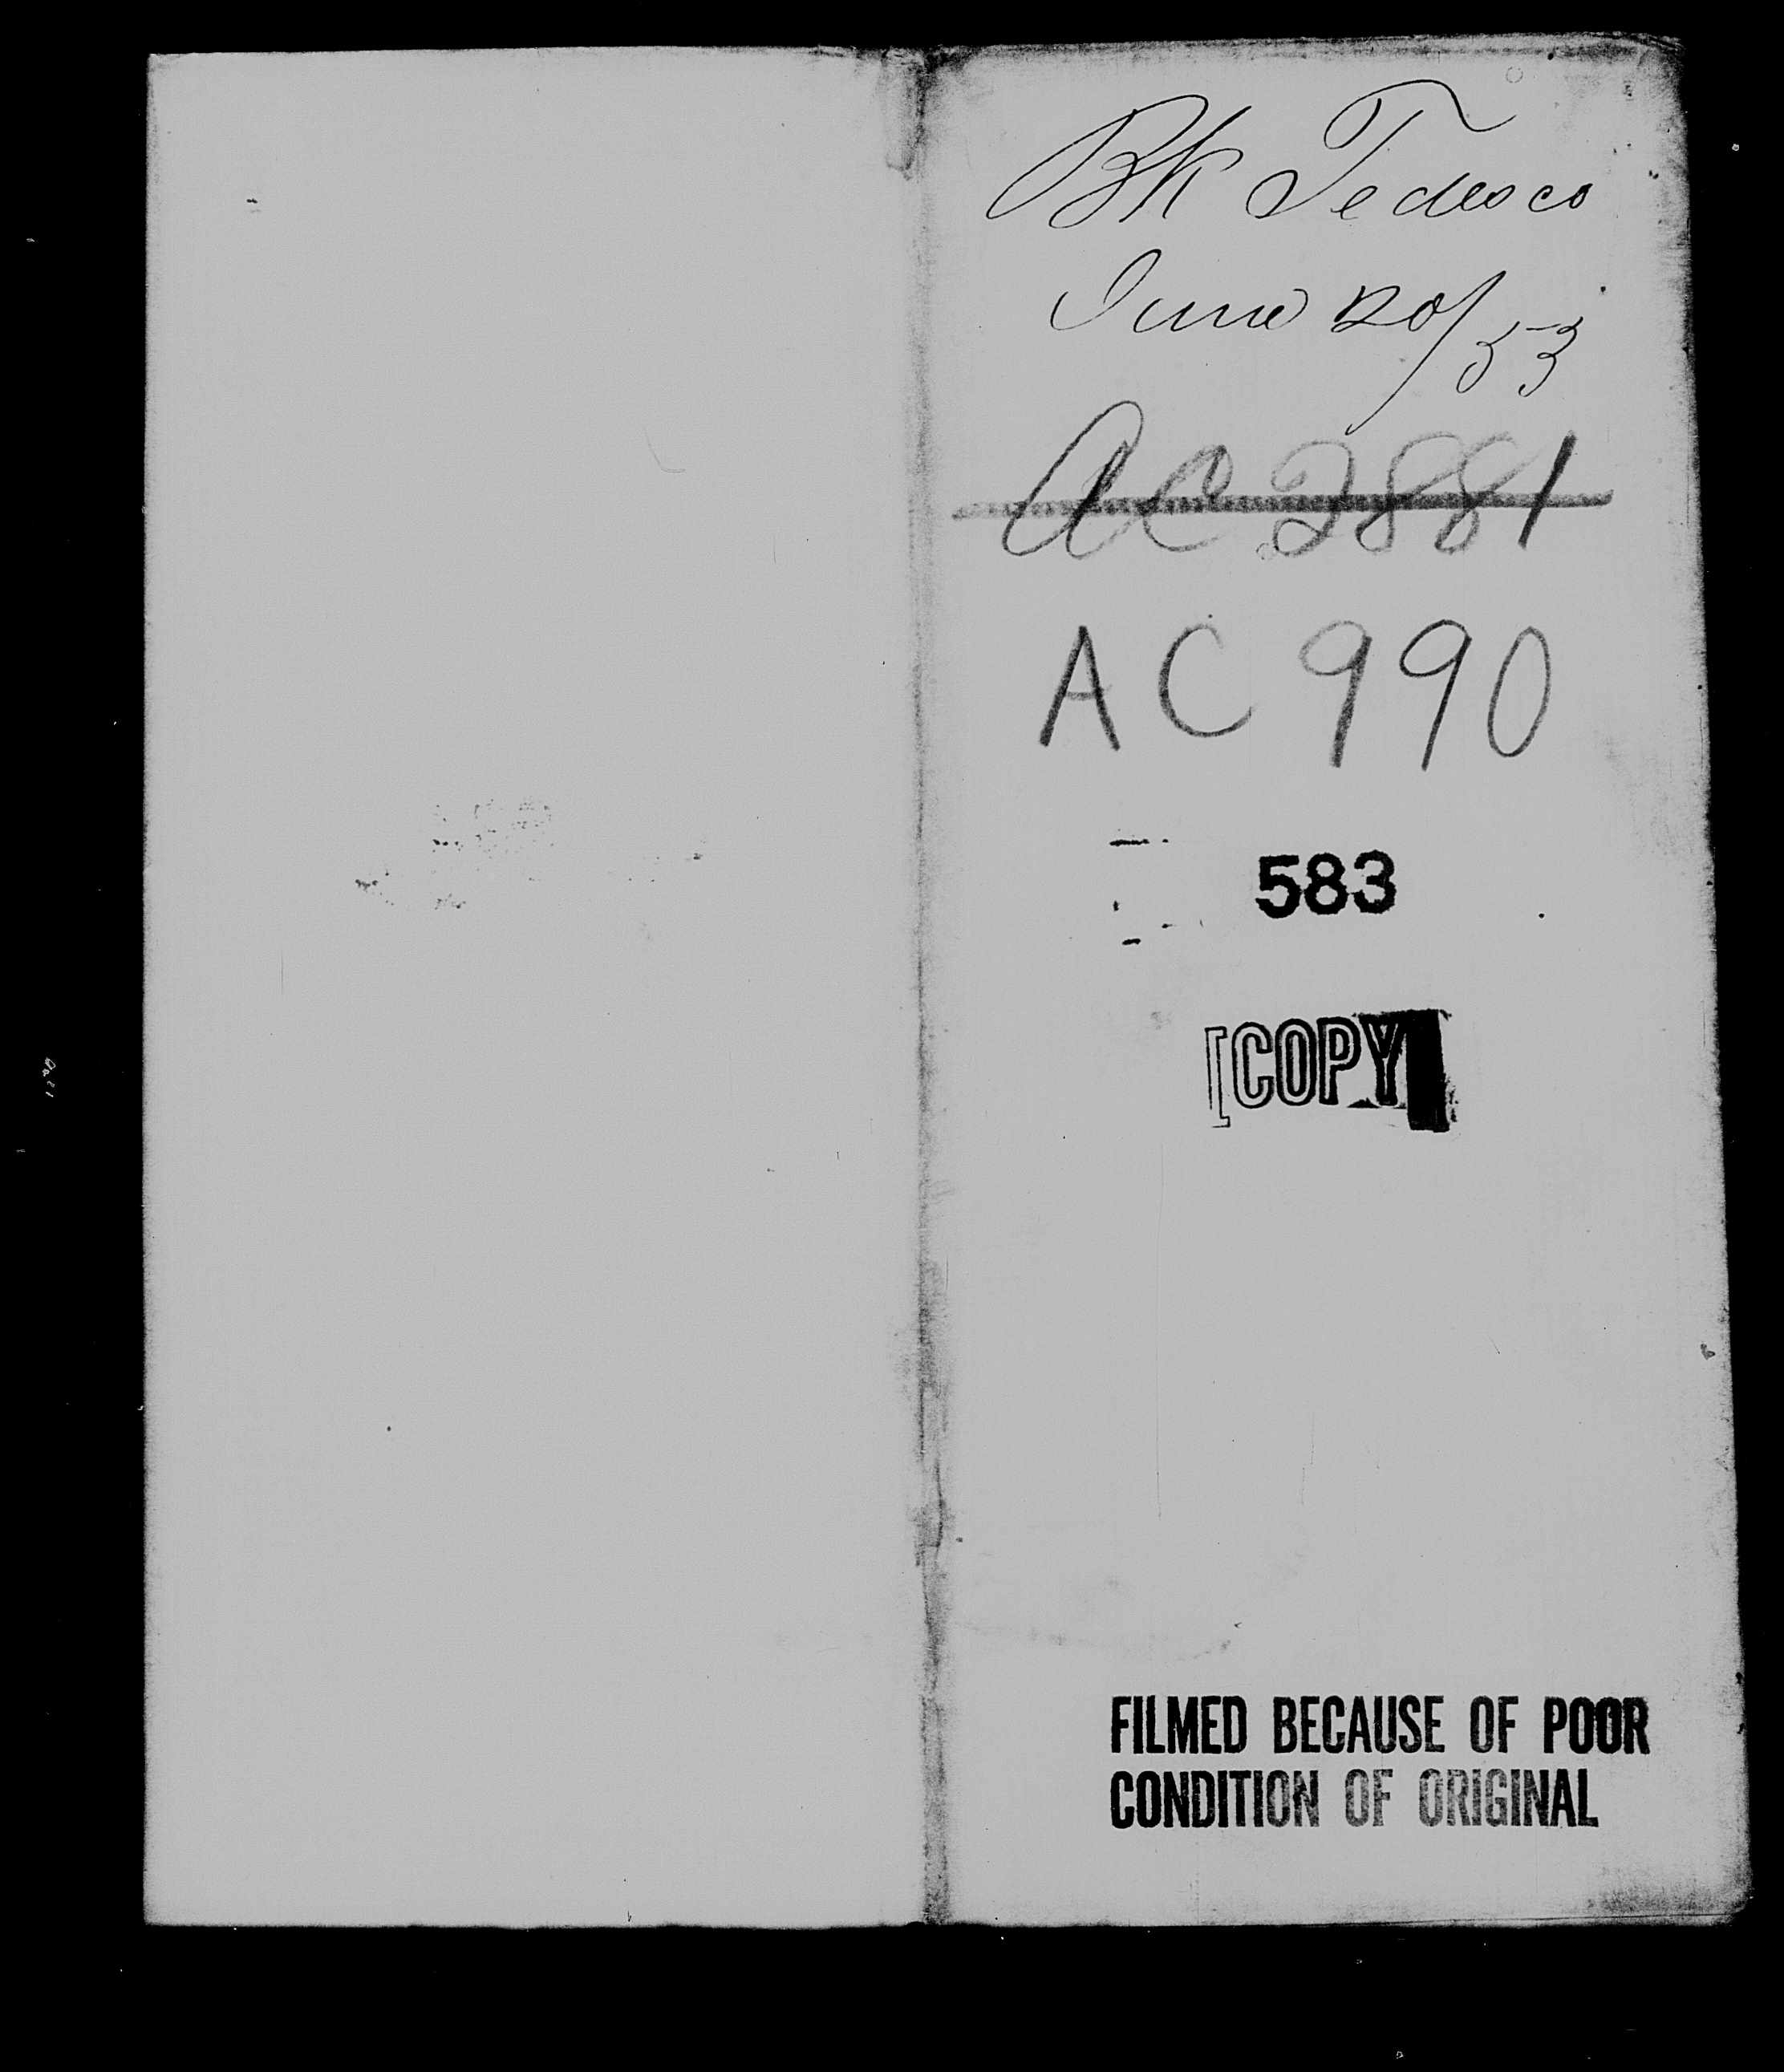 Bk Tedesco
June 20/53
AC 2881
AC 990
583
[COPY]
FILMED BECAUSE OF POOR
CONDITION OF ORIGINAL